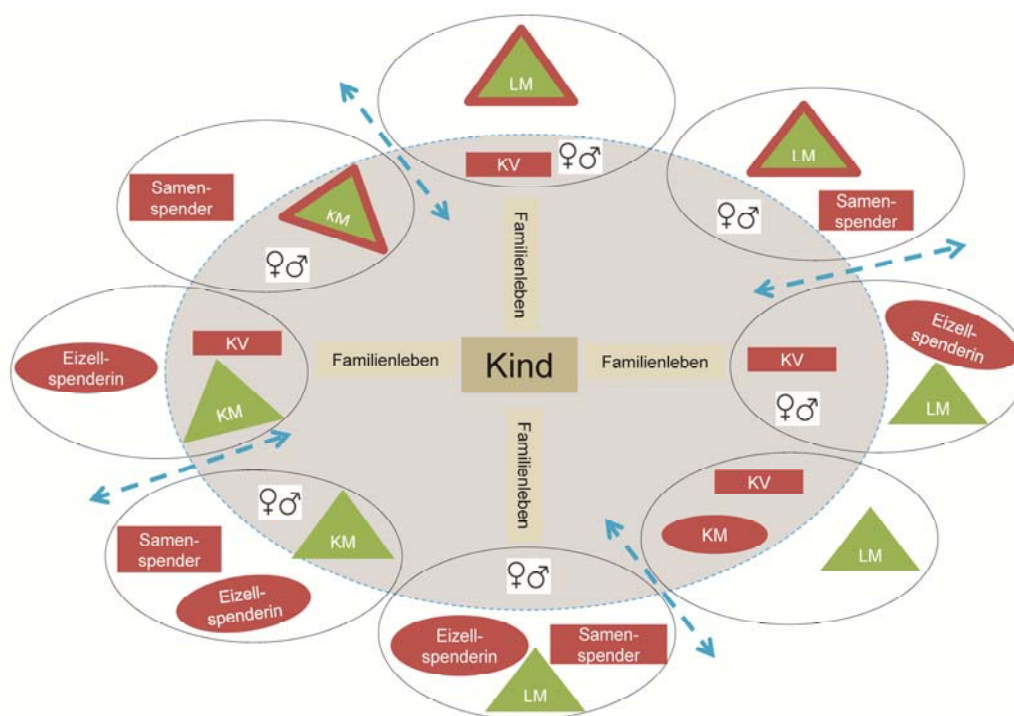 LM
KV
♀♂
LM
Samen-
spender
♀♂
Samen-
spender
KM
♀♂
Familienleben
Eizell-
spenderin
KV
KM
Familienleben
Kind
Familienleben
KV
♀♂
Eizell-
spenderin
LM
Familienleben
KV
KM
LM
♀♂
KM
Samen-
spender
Eizell-
spenderin
♀♂
Eizell-
spenderin
Samen-
spender
LM